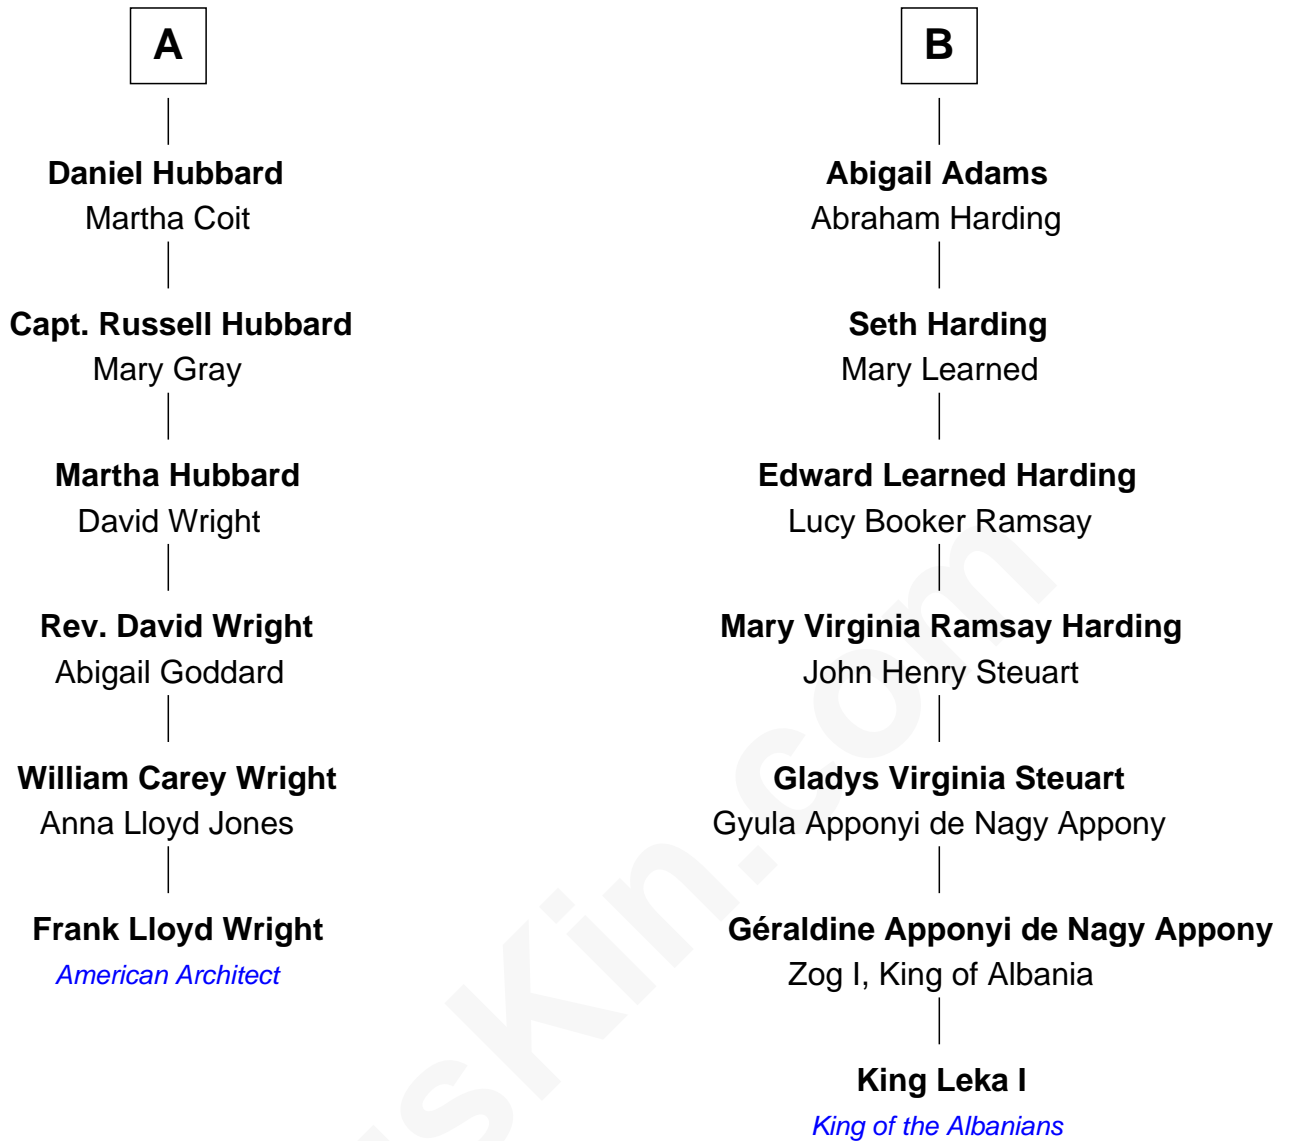 A
Daniel Hubbard
Martha Coit
Capt. Russell Hubbard
Mary Gray
Martha Hubbard
David Wright
Rev. David Wright
Abigail Goddard
William Carey Wright
Anna Lloyd Jones
Frank Lloyd Wright
American Architect
B
Abigail Adams
Abraham Harding
Seth Harding
Mary Learned
Edward Learned Harding
Lucy Booker Ramsay
Mary Virginia Ramsay Harding
John Henry Steuart
Gladys Virginia Steuart
Gyula Apponyi de Nagy Appony
Géraldine Apponyi de Nagy Appony
Zog I, King of Albania
King Leka I
King of the Albanians